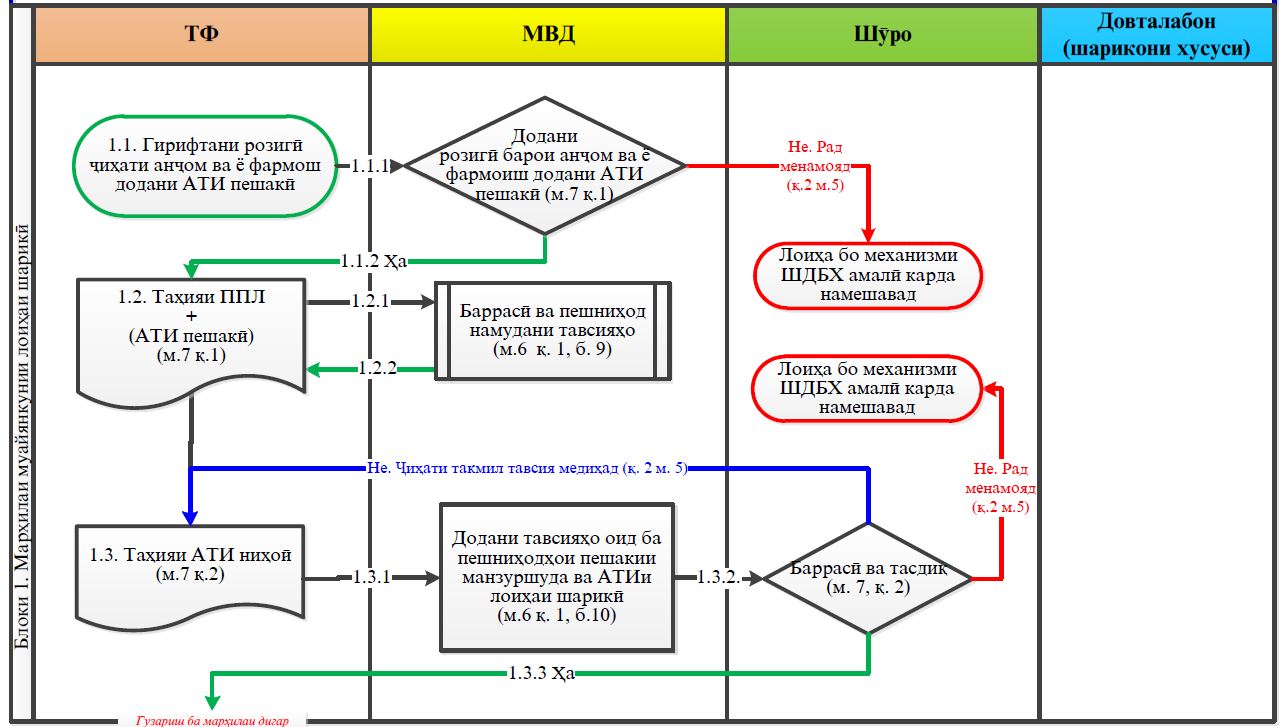 ТФ
МВД
Шӯро
Довталабон
(шарикони хусуси)
Блоки 1. Марҳилаи муайянкунии лоиҳаи шарикӣ
1.1. Гирифтани розигӣ
ҷиҳати анҷом ва ё фармош
додани АТИ пешакӣ
1.1.1
Додани
розигӣ барои анҷом ва ё
фармоиш додани АТИ
пешакӣ (м.7 қ.1)
Не. Рад
менамояд
(қ.2 м.5)
Лоиҳа бо механизми
ШДБХ амалӣ карда
намешавад
1.1.2 Ҳа
1.2. Таҳияи ППЛ
+
(АТИ пешакӣ)
(м.7 қ.1)
1.2.1
Баррасӣ ва пешниҳод
намудани тавсияҳо
(м.6 қ. 1, б. 9)
1.2.2
Лоиҳа бо механизми
ШДБХ амалӣ карда
намешавад
Не. Ҷиҳати такмил тавсия медиҳад (қ. 2 м. 5)
Не. Рад
менамояд
(қ.2 м.5)
1.3. Таҳияи АТИ ниҳоӣ
(м.7 қ.2)
1.3.1
Додани тавсияҳо оид ба
пешниҳодҳои пешакии
манзуршуда ва АТИи
лоиҳаи шарикӣ
(м.6 қ. 1, б.10)
1.3.2.
Баррасӣ ва тасдиқ
(м. 7, қ. 2)
1.3.3 Ҳа
Гузариш ба марҳилаи дигар